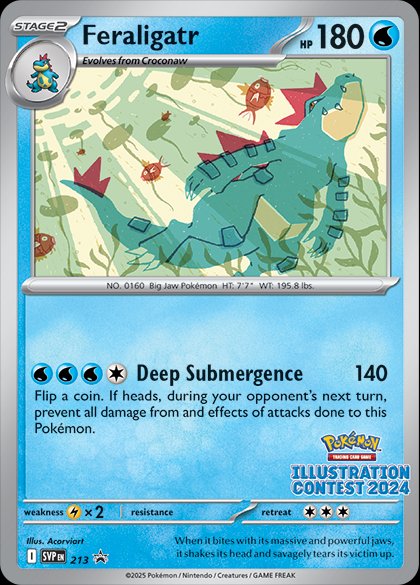 STAGE2
Feraligatr
HP 180
Evolves from Croconaw
NO. 0160 Big Jaw Pokémon HT: 7'7" WT: 195.8 lbs.
Deep Submergence 140
Flip a coin. If heads, during your opponent's next turn,
prevent all damage from and effects of attacks done to this
Pokémon.
Pokémon
TRADING CARD GAME
ILLUSTRATION
CONTEST 2024
weakness ×2 resistance retreat
Illus. Acorviart
I SVP EN 213
When it bites with its massive and powerful jaws,
it shakes its head and savagely tears its victim up.
©2025 Pokémon / Nintendo / Creatures / GAME FREAK